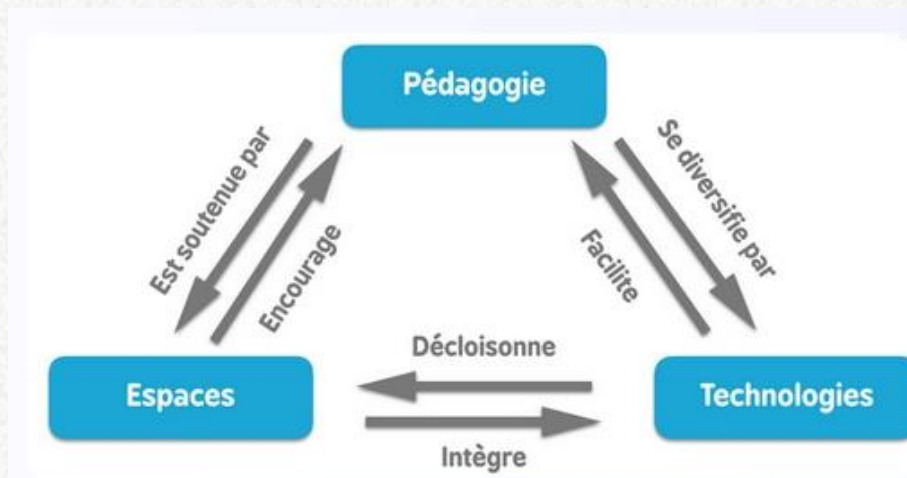 Pédagogie
Est soutenue par
Encourage
Se diversifie par
Facilite
Décloisonne
Espaces
Technologies
Intègre